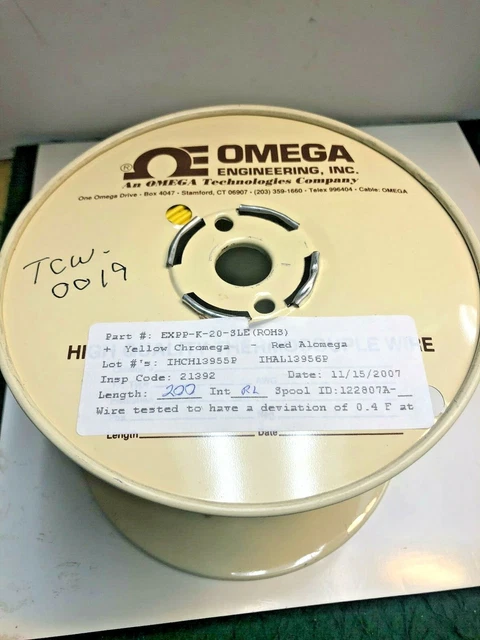 ® OMEGA
ENGINEERING, INC.
An OMEGA Technologies Company
One Omega Drive • Box 4047 • Stamford, CT 06907 • (203) 359-1660 • Telex 996404 • Cable: OMEGA
TCW-
0019
Part #: EXPP-K-20-SLE(ROHS)
+ Yellow Chromega - Red Alomega
WIRE
Lot #'s: IHCH13955P IHAL13956P
Insp Code: 21392 Date: 11/15/2007
Length: 200 Int RL Spool ID:122807A-__
Wire tested to have a deviation of 0.4 F at
Length Date